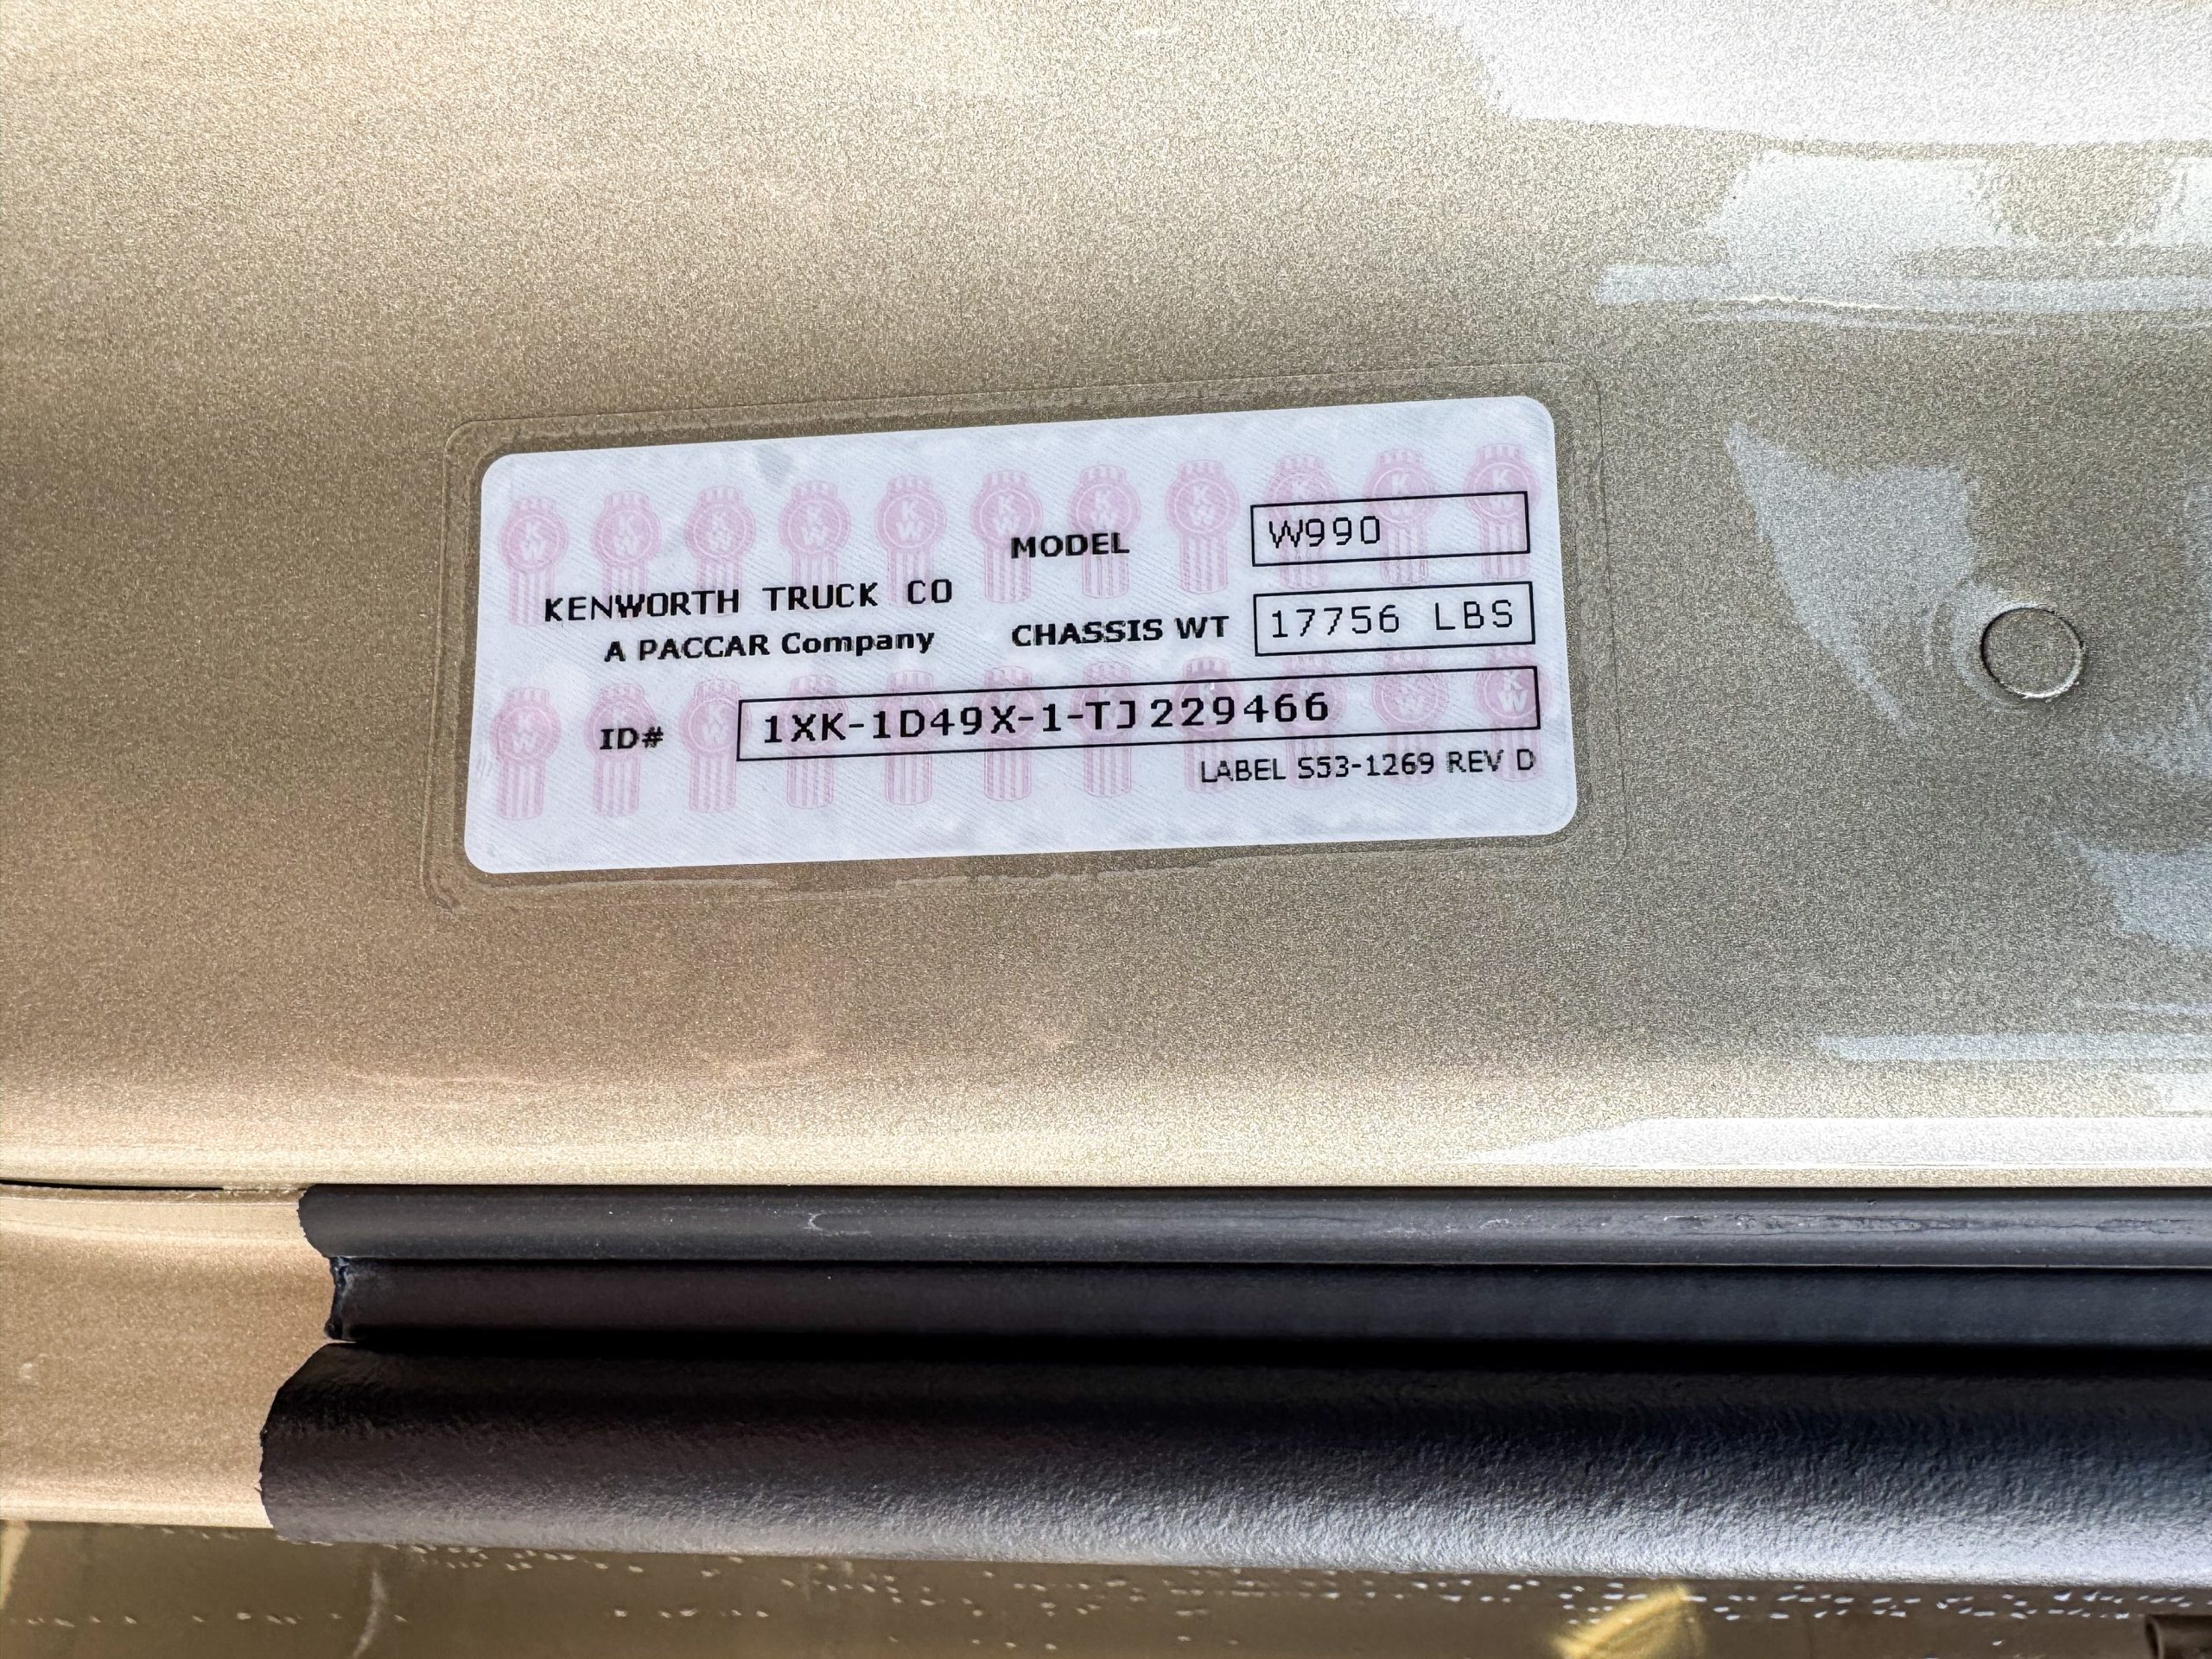 MODEL W990
KENWORTH TRUCK CO
A PACCAR Company
CHASSIS WT 17756 LBS
ID# 1XK-1D49X-1-TJ229466
LABEL S53-1269 REV D